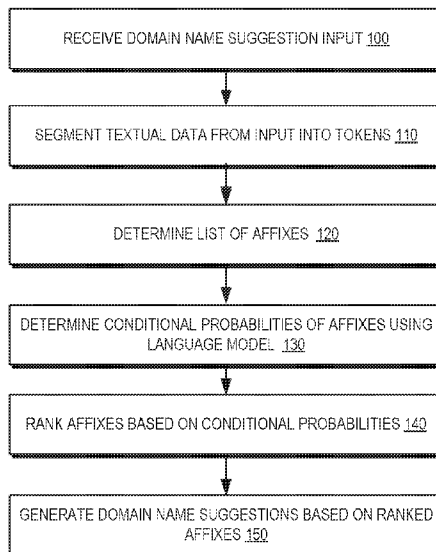 RECEIVE DOMAIN NAME SUGGESTION INPUT 100
SEGMENT TEXTUAL DATA FROM INPUT INTO TOKENS 110
DETERMINE LIST OF AFFIXES 120
DETERMINE CONDITIONAL PROBABILITIES OF AFFIXES USING
LANGUAGE MODEL 130
RANK AFFIXES BASED ON CONDITIONAL PROBABILITIES 140
GENERATE DOMAIN NAME SUGGESTIONS BASED ON RANKED
AFFIXES 150